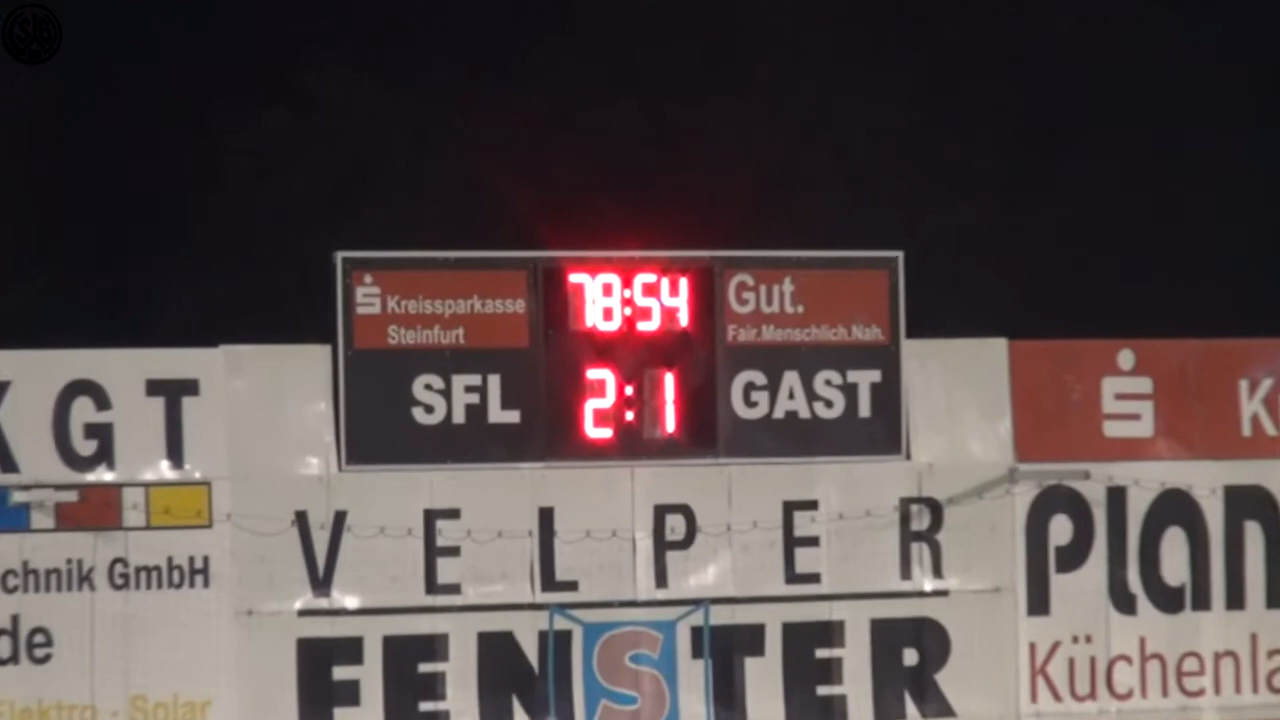 Kreissparkasse
Steinfurt
78:54
Gut.
Fair.Menschlich.Nah.
SFL
2:1
GAST
KGT
chnik GmbH
de
Elektro - Solar
VELPER
FENSTER
K
PLAN
Küchenla